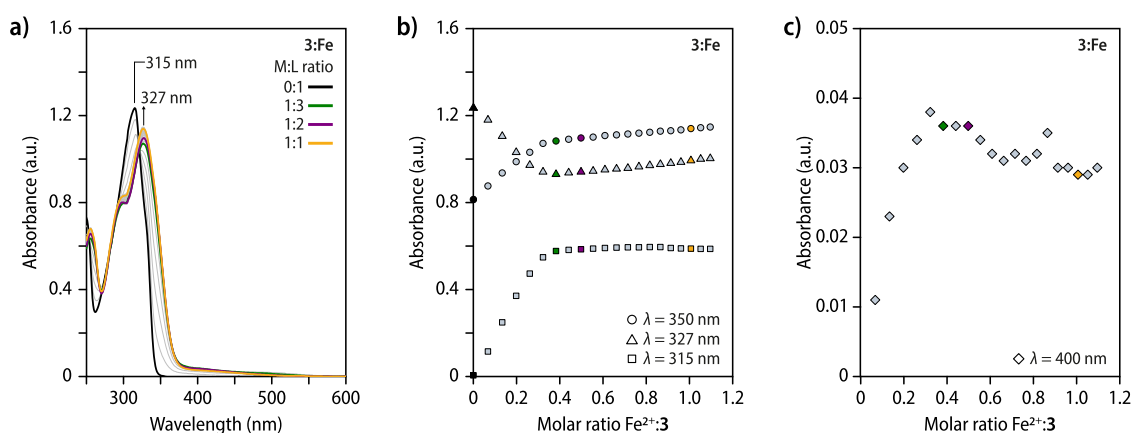 a)
3:Fe
M:L ratio
0:1
1:3
1:2
1:1
315 nm
327 nm
Absorbance (a.u.)
1.6
1.2
0.8
0.4
0
300
400
500
600
Wavelength (nm)
b)
3:Fe
Absorbance (a.u.)
1.6
1.2
0.8
0.4
0
λ = 350 nm
λ = 327 nm
λ = 315 nm
0
0.2
0.4
0.6
0.8
1.0
1.2
Molar ratio Fe²⁺:3
c)
3:Fe
Absorbance (a.u.)
0.05
0.04
0.03
0.02
0.01
0
λ = 400 nm
0
0.2
0.4
0.6
0.8
1.0
1.2
Molar ratio Fe²⁺:3